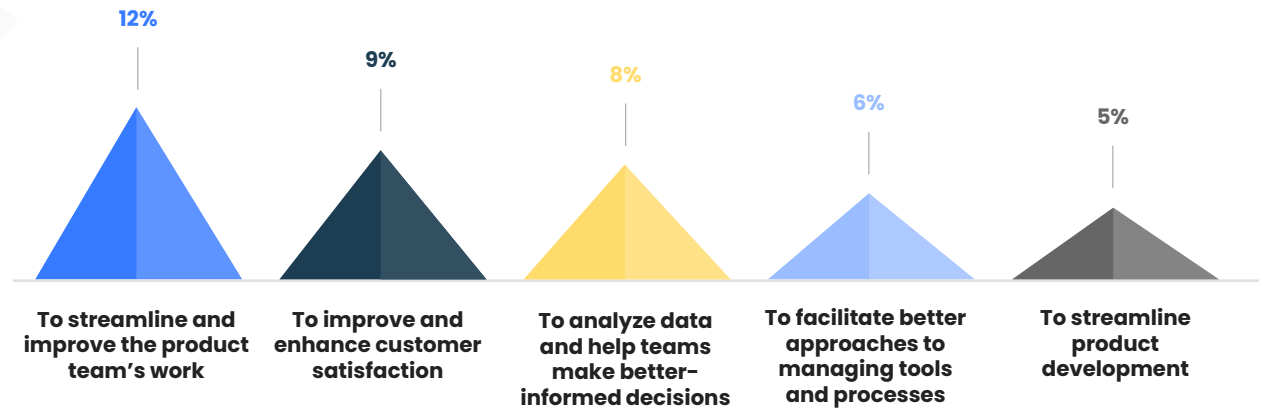 12%
9%
8%
6%
5%
To streamline and
improve the product
team’s work
To improve and
enhance customer
satisfaction
To analyze data
and help teams
make better-
informed decisions
To facilitate better
approaches to
managing tools
and processes
To streamline
product
development